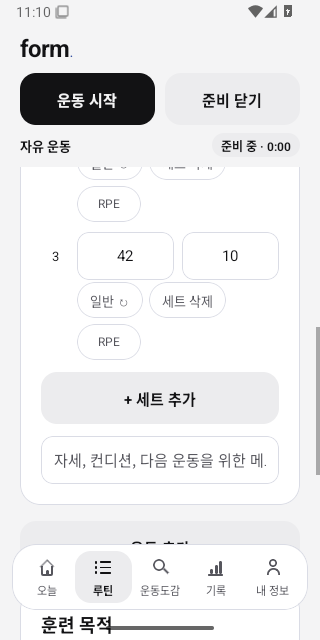 11:10
form.
운동 시작
준비 닫기
자유 운동
준비 중 · 0:00
RPE
3
42
10
일반 ↻
세트 삭제
RPE
+ 세트 추가
자세, 컨디션, 다음 운동을 위한 메.
오늘
루틴
운동도감
기록
내 정보
훈련 목적